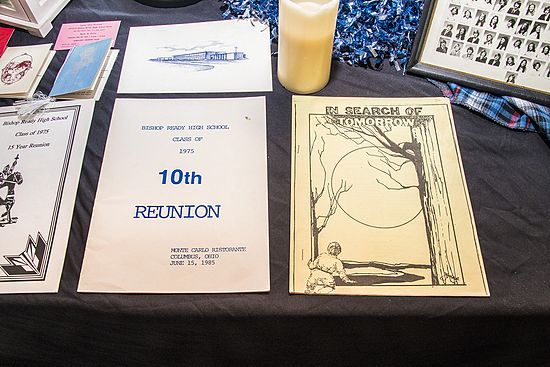 Bishop Ready High School
Class of 1975
15 Year Reunion
BISHOP READY HIGH SCHOOL
CLASS OF
1975
10th
REUNION
MONTE CARLO RISTORANTE
COLUMBUS, OHIO
JUNE 15, 1985
IN SEARCH OF
TOMORROW